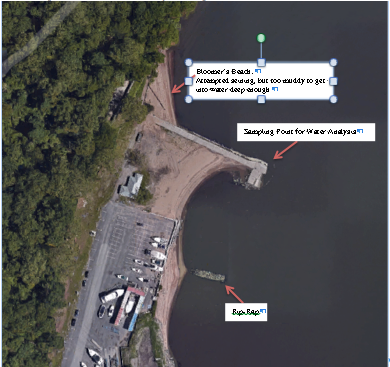 Bloomer's Beach.
Attempted seining, but too muddy to get
into water deep enough
Sampling Point for Water Analysis
Rip-Rap